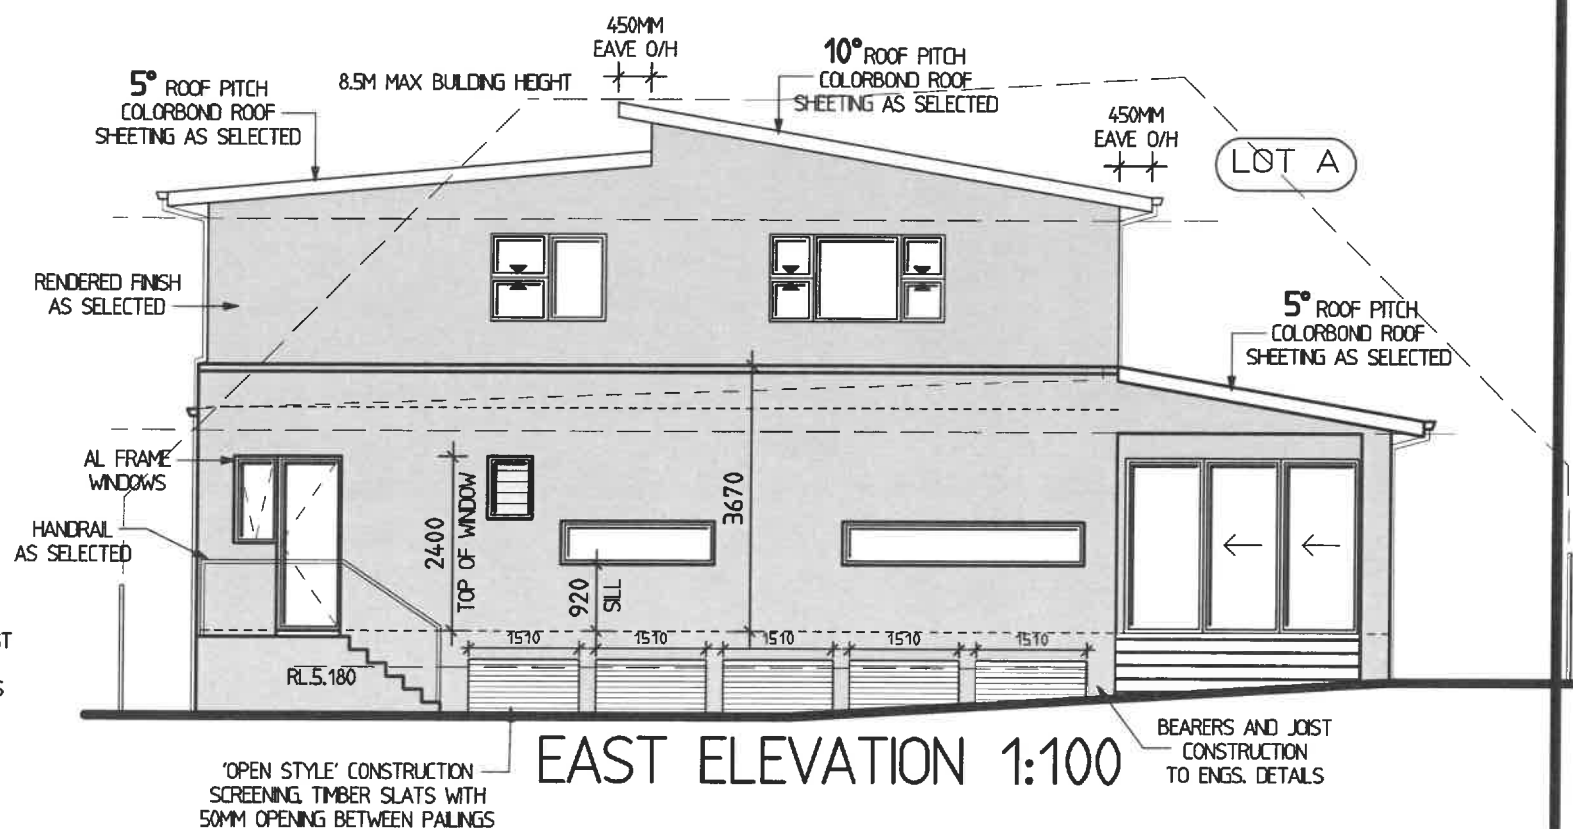 450MM
EAVE O/H
10° ROOF PITCH
COLORBOND ROOF
SHEETING AS SELECTED
5° ROOF PITCH
COLORBOND ROOF
SHEETING AS SELECTED
8.5M MAX BUILDING HEIGHT
450MM
EAVE O/H
LOT A
RENDERED FINISH
AS SELECTED
5° ROOF PITCH
COLORBOND ROOF
SHEETING AS SELECTED
AL FRAME
WINDOWS
HANDRAIL
AS SELECTED
2400
TOP OF WINDOW
920
SILL
3670
1510
1510
1510
1510
1510
RL.5.180
ST
S
'OPEN STYLE' CONSTRUCTION
SCREENING. TIMBER SLATS WITH
50MM OPENING BETWEEN PALINGS
EAST ELEVATION 1:100
BEARERS AND JOIST
CONSTRUCTION
TO ENGS. DETAILS